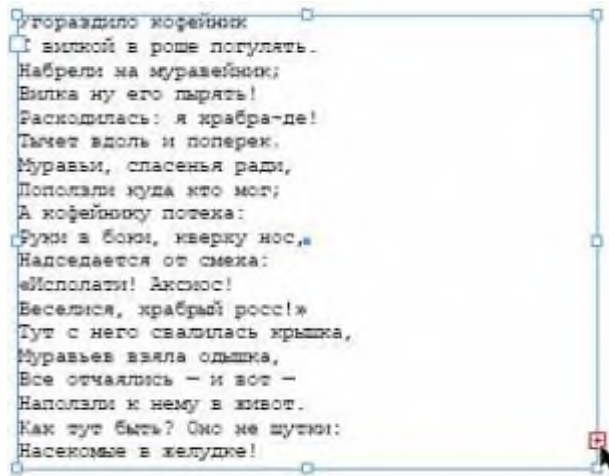 Угораздило кофейник
С вилкой в роще погулять.
Набрели на муравейник;
Вилка ну его пырять!
Расходилась: я храбра-де!
Тычет вдоль и поперек.
Муравьи, спасенья ради,
Поползли куда кто мог;
А кофейнику потеха:
Руки в боки, кверху нос,
Надседается от смеха:
«Исполати! Аксиос!
Веселися, храбрый росс!»
Тут с него свалилась крышка,
Муравьев взяла одышка,
Все отчаялись — и вот —
Наползли к нему в живот.
Как тут быть? Оно не шутки:
Насекомые в желудке!